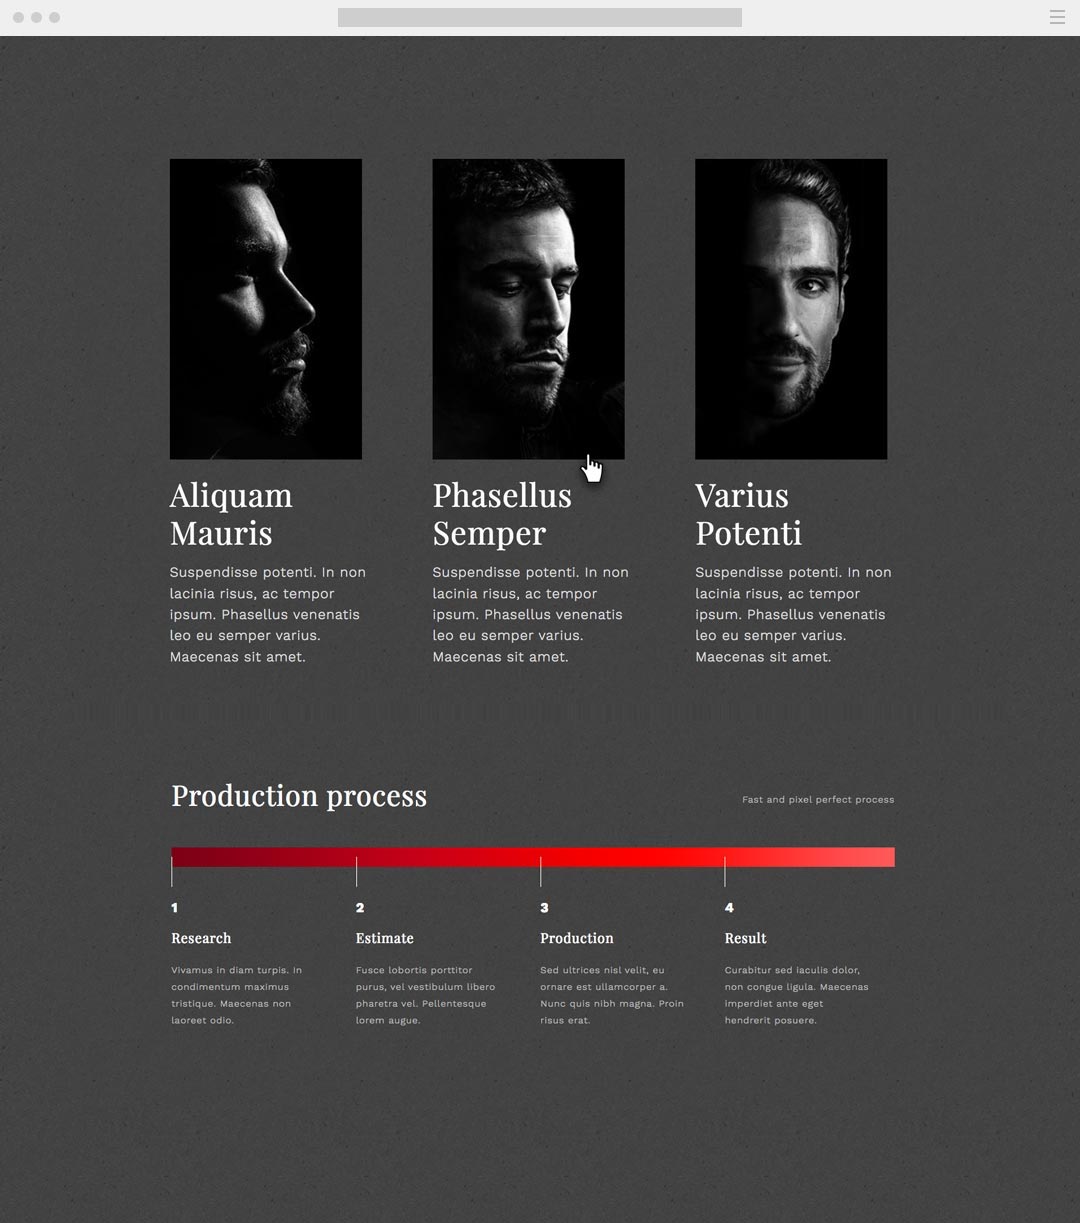 Aliquam
Mauris
Suspendisse potenti. In non
lacinia risus, ac tempor
ipsum. Phasellus venenatis
leo eu semper varius.
Maecenas sit amet.
Phasellus
Semper
Suspendisse potenti. In non
lacinia risus, ac tempor
ipsum. Phasellus venenatis
leo eu semper varius.
Maecenas sit amet.
Varius
Potenti
Suspendisse potenti. In non
lacinia risus, ac tempor
ipsum. Phasellus venenatis
leo eu semper varius.
Maecenas sit amet.
Production process
Fast and pixel perfect process
1
Research
Vivamus in diam turpis. In
condimentum maximus
tristique. Maecenas non
laoreet odio.
2
Estimate
Fusce lobortis porttitor
purus, vel vestibulum libero
pharetra vel. Pellentesque
lorem augue.
3
Production
Sed ultrices nisl velit, eu
ornare est ullamcorper a.
Nunc quis nibh magna. Proin
risus erat.
4
Result
Curabitur sed iaculis dolor,
non congue ligula. Maecenas
imperdiet ante eget
hendrerit posuere.